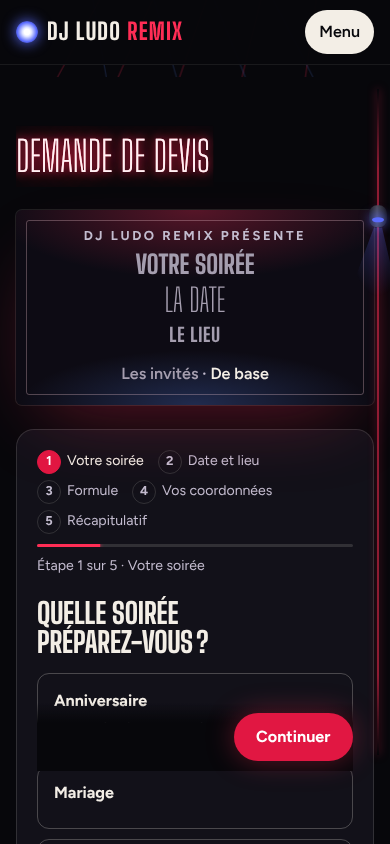 DJ LUDO REMIX
Menu
DEMANDE DE DEVIS
DJ LUDO REMIX PRÉSENTE
VOTRE SOIRÉE
LA DATE
LE LIEU
Les invités · De base
1 Votre soirée 2 Date et lieu
3 Formule 4 Vos coordonnées
5 Récapitulatif
Étape 1 sur 5 · Votre soirée
QUELLE SOIRÉE
PRÉPAREZ-VOUS ?
Anniversaire
Continuer
Mariage